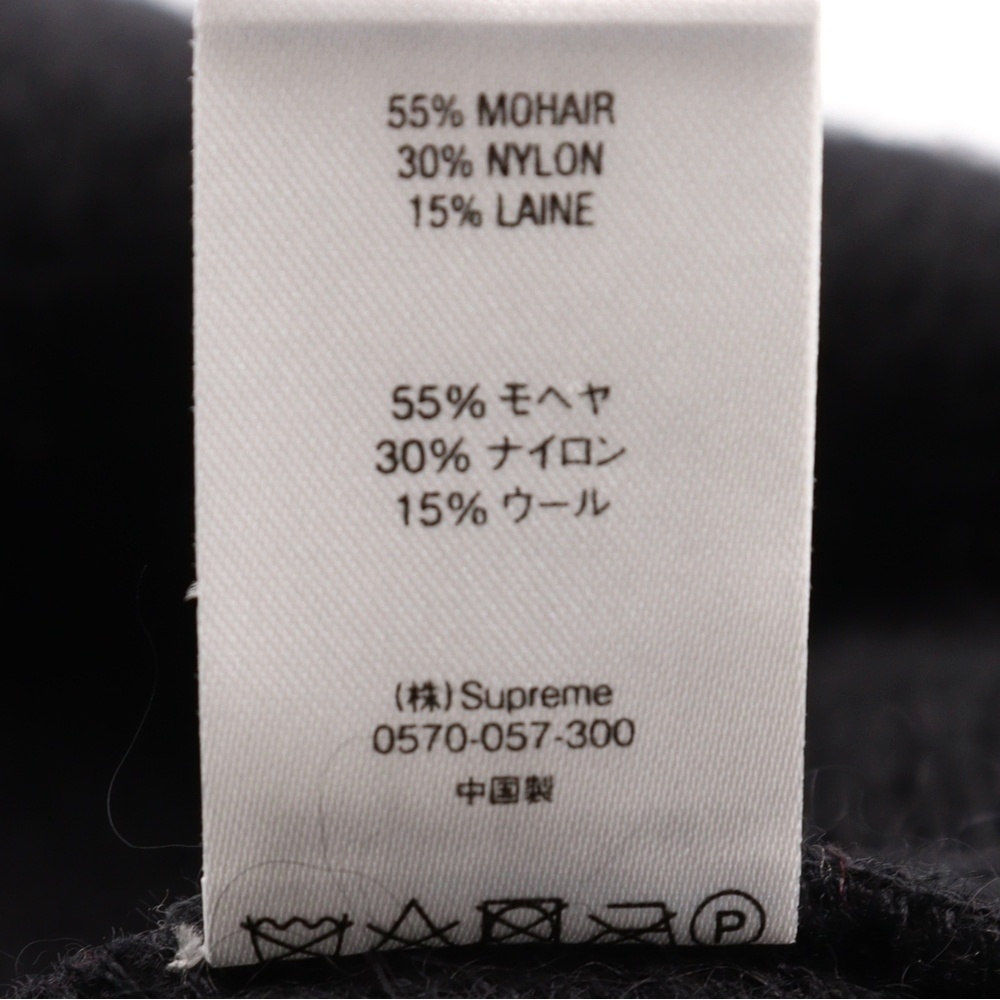 55% MOHAIR
30% NYLON
15% LAINE
55% モヘヤ
30% ナイロン
15% ウール
(株)Supreme
0570-057-300
中国製
P